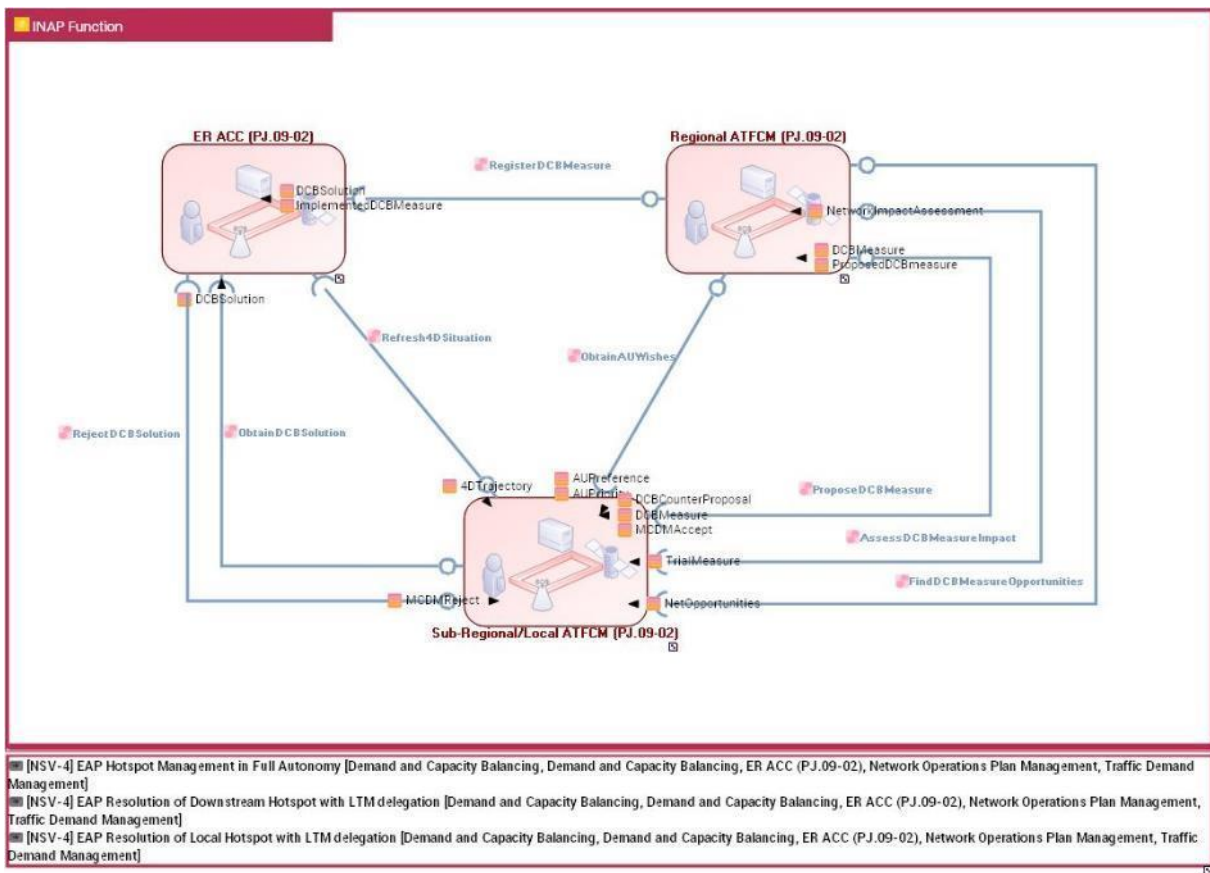 INAP Function
ER ACC (PJ.09-02)
Regional ATFCM (PJ.09-02)
RegisterDCBMeasure
DCBSolution
ImplementedDCBMeasure
NetworkImpactAssessment
DCBMeasure
ProposedDCBmeasure
DCBSolution
Refresh4DSituation
ObtainAUWishes
RejectDCBSolution
ObtainDCBSolution
4DTrajectory
AUPreference
AUPriority
DCBCounterProposal
DCBMeasure
MCDMAccept
ProposeDCBMeasure
AssessDCBMeasureImpact
TrialMeasure
FindDCBMeasureOpportunities
MCDMReject
NetOpportunities
Sub-Regional/Local ATFCM (PJ.09-02)
[NSV-4] EAP Hotspot Management in Full Autonomy [Demand and Capacity Balancing, Demand and Capacity Balancing, ER ACC (PJ.09-02), Network Operations Plan Management, Traffic Demand
Management]
[NSV-4] EAP Resolution of Downstream Hotspot with LTM delegation [Demand and Capacity Balancing, Demand and Capacity Balancing, ER ACC (PJ.09-02), Network Operations Plan Management,
Traffic Demand Management]
[NSV-4] EAP Resolution of Local Hotspot with LTM delegation [Demand and Capacity Balancing, Demand and Capacity Balancing, ER ACC (PJ.09-02), Network Operations Plan Management, Traffic
Demand Management]